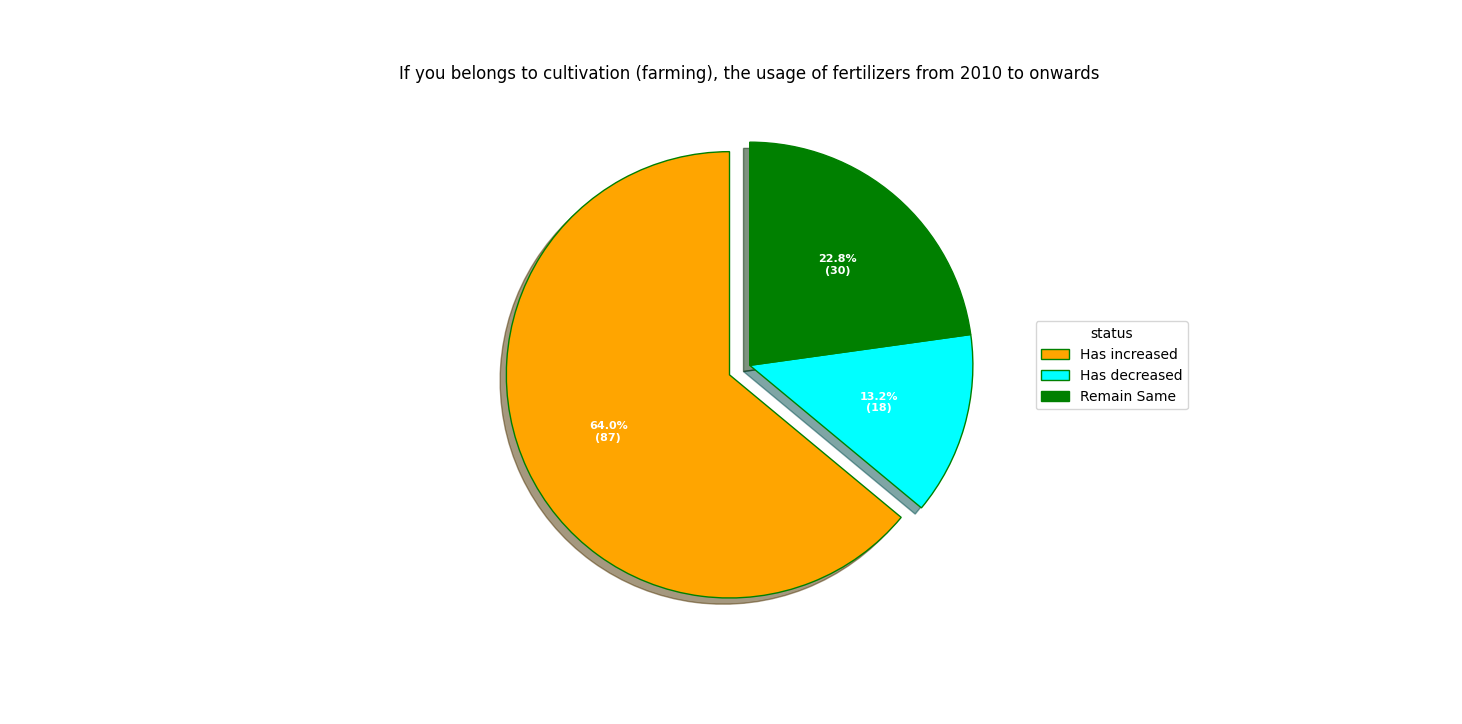 If you belongs to cultivation (farming), the usage of fertilizers from 2010 to onwards
22.8%
(30)
13.2%
(18)
64.0%
(87)
status
Has increased
Has decreased
Remain Same